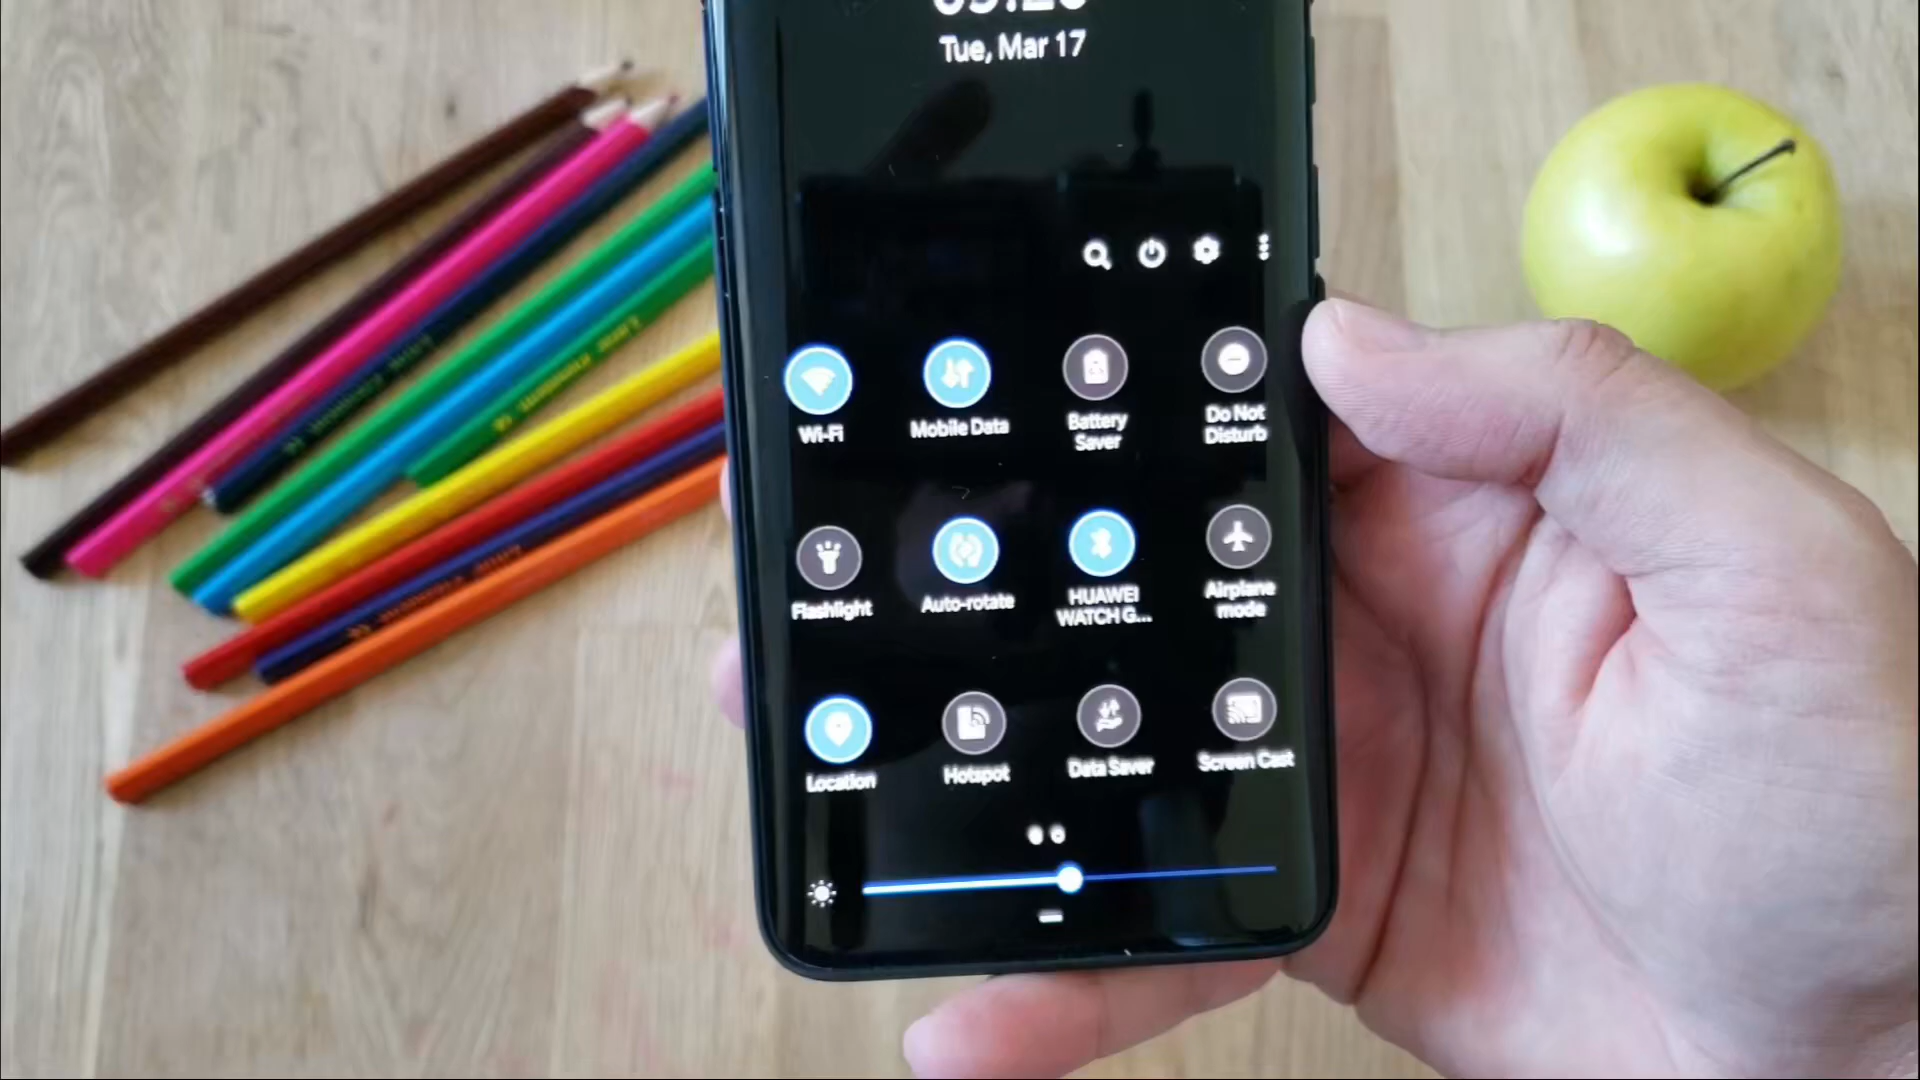 Tue, Mar 17
Wi-Fi
Mobile Data
Battery
Saver
Do Not
Disturb
Flashlight
Auto-rotate
HUAWEI
WATCH G...
Airplane
mode
Location
Hotspot
Data Saver
Screen Cast